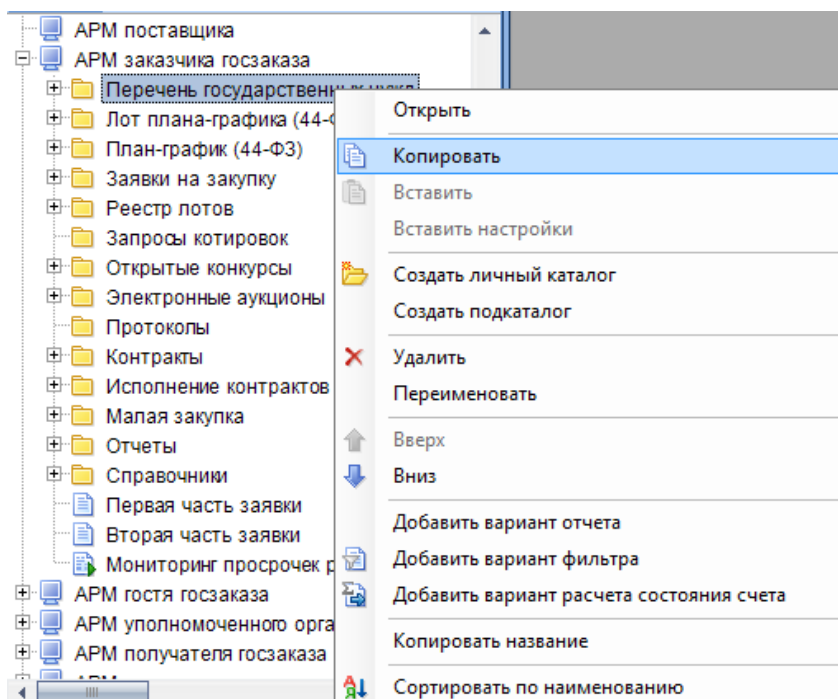 АРМ поставщика
АРМ заказчика госзаказа
Перечень государственных нужд
Лот плана-графика (44-Ф
План-график (44-ФЗ)
Заявки на закупку
Реестр лотов
Запросы котировок
Открытые конкурсы
Электронные аукционы
Протоколы
Контракты
Исполнение контрактов
Малая закупка
Отчеты
Справочники
Первая часть заявки
Вторая часть заявки
Мониторинг просрочек р
АРМ гостя госзаказа
АРМ уполномоченного орга
АРМ получателя госзаказа
Открыть
Копировать
Вставить
Вставить настройки
Создать личный каталог
Создать подкаталог
Удалить
Переименовать
Вверх
Вниз
Добавить вариант отчета
Добавить вариант фильтра
Добавить вариант расчета состояния счета
Копировать название
Сортировать по наименованию